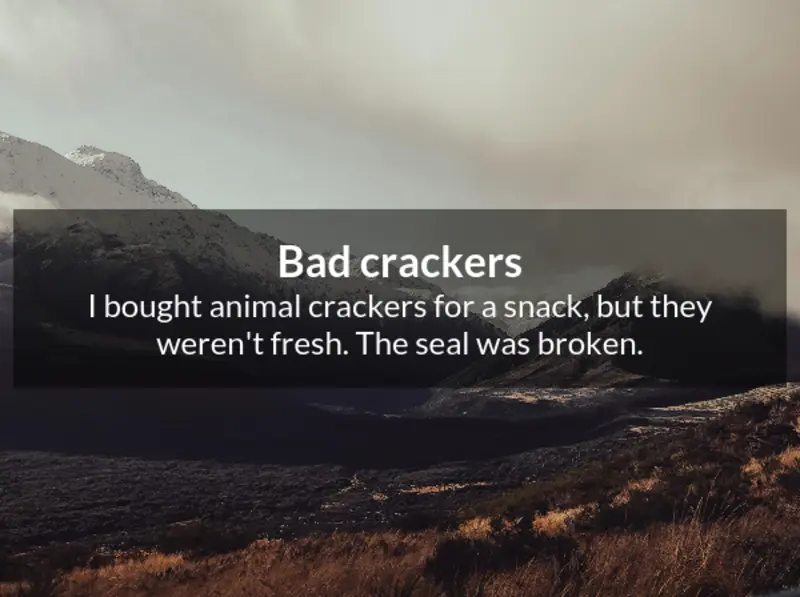 Bad crackers
I bought animal crackers for a snack, but they
weren't fresh. The seal was broken.